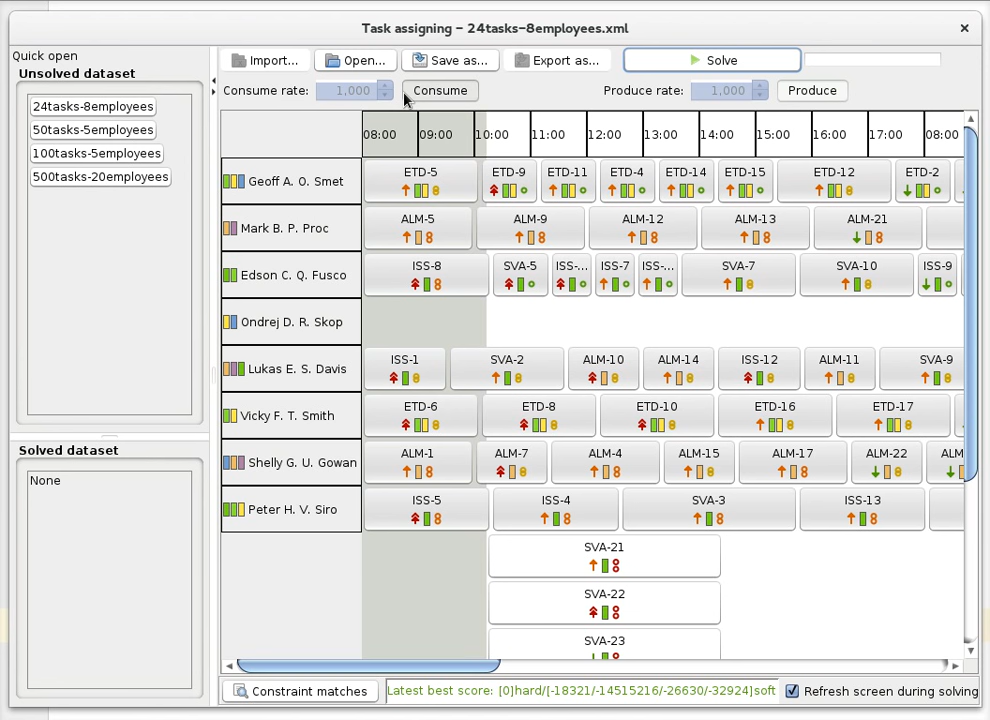 Task assigning – 24tasks-8employees.xml
Quick open
Unsolved dataset
24tasks-8employees
50tasks-5employees
100tasks-5employees
500tasks-20employees
Solved dataset
None
Import... Open... Save as... Export as... Solve
Consume rate: 1,000 Consume Produce rate: 1,000 Produce
08:00 09:00 10:00 11:00 12:00 13:00 14:00 15:00 16:00 17:00 08:00
Geoff A. O. Smet ETD-5 ETD-9 ETD-11 ETD-4 ETD-14 ETD-15 ETD-12 ETD-2
Mark B. P. Proc ALM-5 ALM-9 ALM-12 ALM-13 ALM-21
Edson C. Q. Fusco ISS-8 SVA-5 ISS-... ISS-7 ISS-... SVA-7 SVA-10 ISS-9
Ondrej D. R. Skop
Lukas E. S. Davis ISS-1 SVA-2 ALM-10 ALM-14 ISS-12 ALM-11 SVA-9
Vicky F. T. Smith ETD-6 ETD-8 ETD-10 ETD-16 ETD-17
Shelly G. U. Gowan ALM-1 ALM-7 ALM-4 ALM-15 ALM-17 ALM-22 ALM
Peter H. V. Siro ISS-5 ISS-4 SVA-3 ISS-13
SVA-21
SVA-22
SVA-23
Constraint matches Latest best score: [0]hard/[-18321/-14515216/-26630/-32924]soft Refresh screen during solving